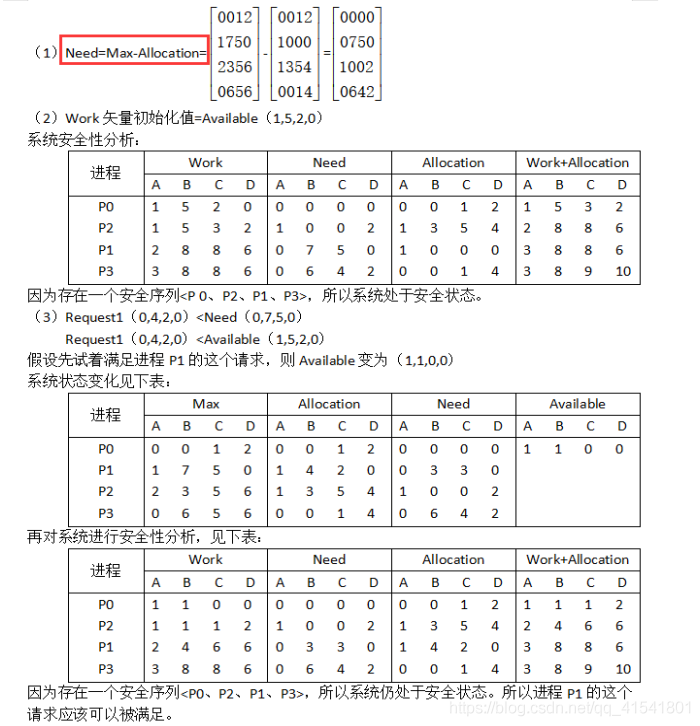 0012 0012 0000
（1）Need=Max-Allocation= 1750 - 1000 = 0750
2356 1354 1002
0656 0014 0642
（2）Work 矢量初始化值=Available（1,5,2,0）
系统安全性分析：
进程 Work Need Allocation Work+Allocation
A B C D A B C D A B C D A B C D
P0 1 5 2 0 0 0 0 0 0 0 1 2 1 5 3 2
P2 1 5 3 2 1 0 0 2 1 3 5 4 2 8 8 6
P1 2 8 8 6 0 7 5 0 1 0 0 0 3 8 8 6
P3 3 8 8 6 0 6 4 2 0 0 1 4 3 8 9 10
因为存在一个安全序列<P 0、P2、P1、P3>，所以系统处于安全状态。
（3）Request1（0,4,2,0）<Need（0,7,5,0）
Request1（0,4,2,0）<Available（1,5,2,0）
假设先试着满足进程 P1 的这个请求，则 Available 变为（1,1,0,0）
系统状态变化见下表：
进程 Max Allocation Need Available
A B C D A B C D A B C D A B C D
P0 0 0 1 2 0 0 1 2 0 0 0 0 1 1 0 0
P1 1 7 5 0 1 4 2 0 0 3 3 0
P2 2 3 5 6 1 3 5 4 1 0 0 2
P3 0 6 5 6 0 0 1 4 0 6 4 2
再对系统进行安全性分析，见下表：
进程 Work Need Allocation Work+Allocation
A B C D A B C D A B C D A B C D
P0 1 1 0 0 0 0 0 0 0 0 1 2 1 1 1 2
P2 1 1 1 2 1 0 0 2 1 3 5 4 2 4 6 6
P1 2 4 6 6 0 3 3 0 1 4 2 0 3 8 8 6
P3 3 8 8 6 0 6 4 2 0 0 1 4 3 8 9 10
因为存在一个安全序列<P0、P2、P1、P3>，所以系统仍处于安全状态。所以进程 P1 的这个
请求应该可以被满足。
https://blog.csdn.net/qq_41541801